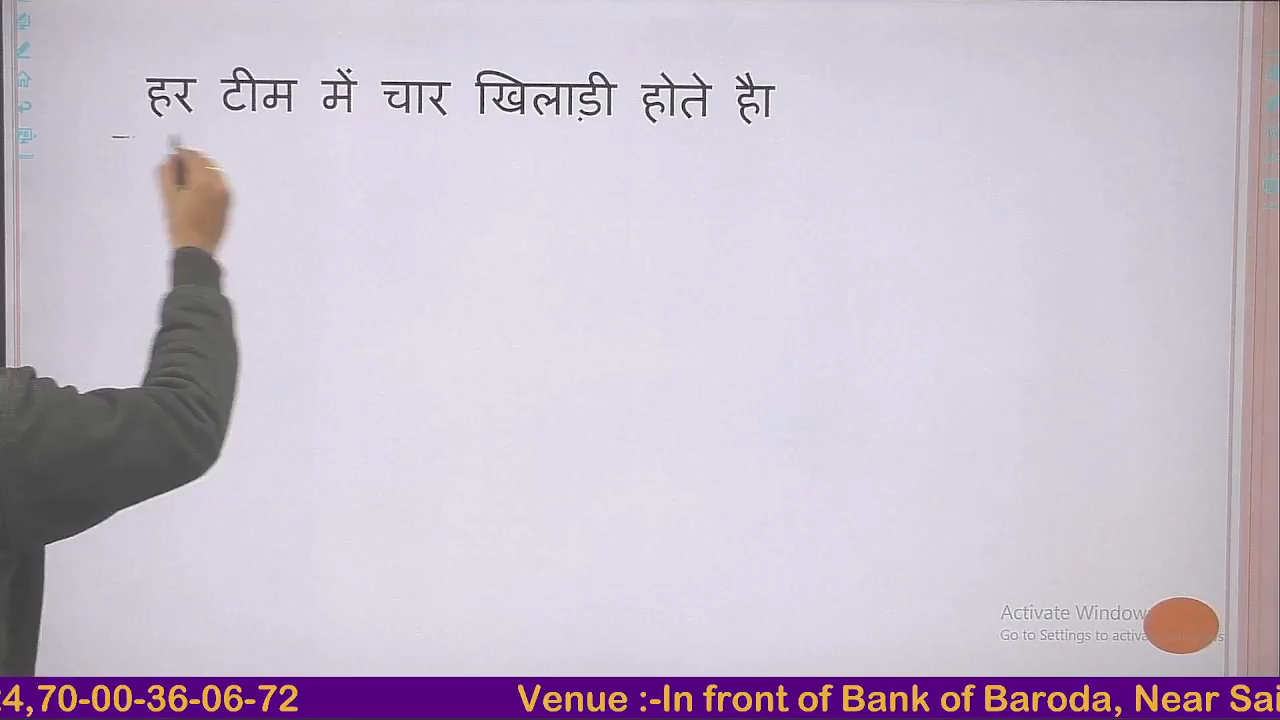 हर टीम में चार खिलाड़ी होते हैा
Activate Window
Go to Settings to activa
4,70-00-36-06-72 Venue :-In front of Bank of Baroda, Near Sai